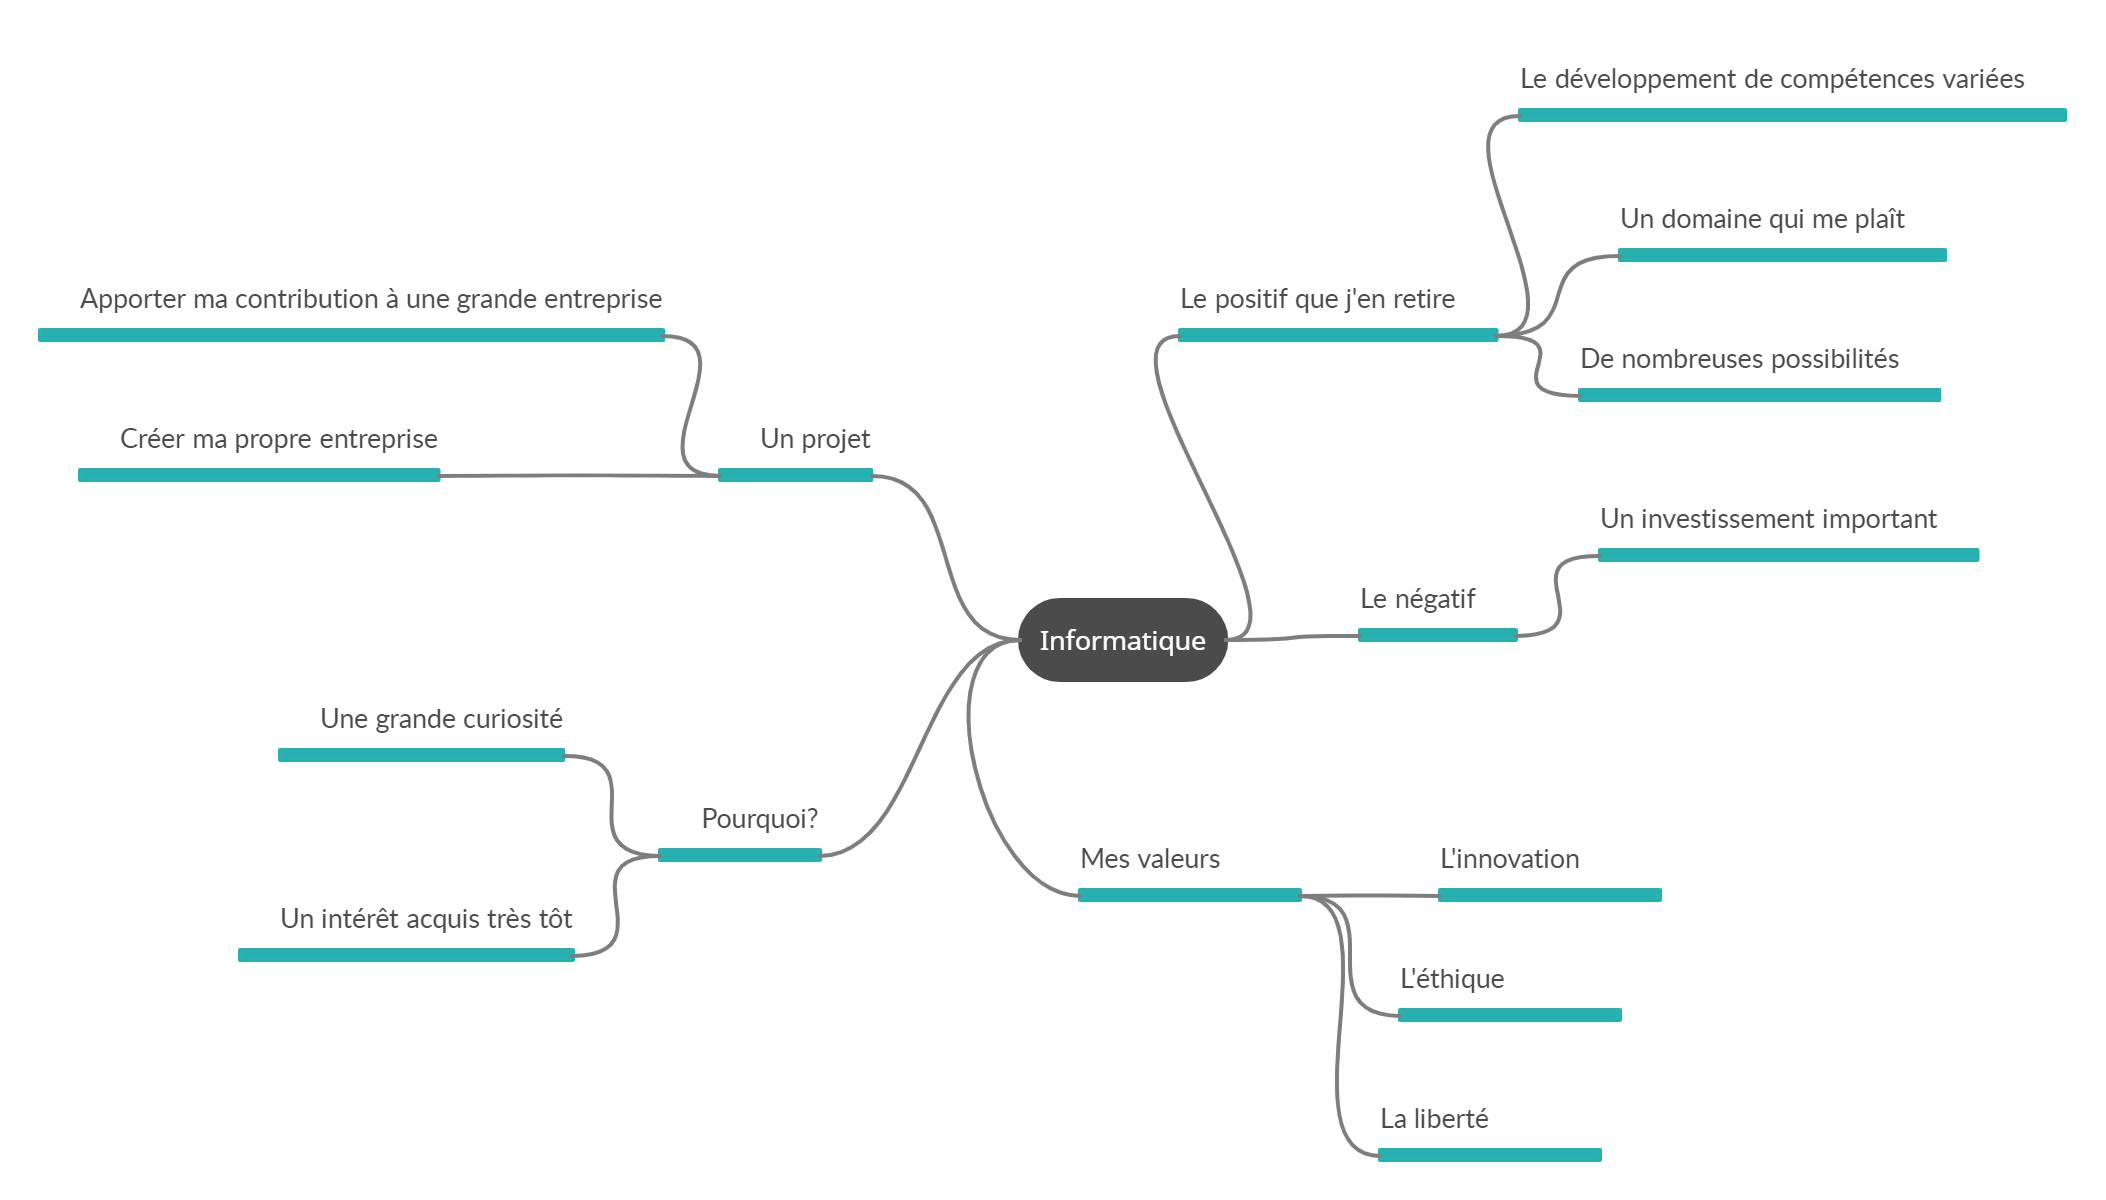 Le développement de compétences variées
Un domaine qui me plaît
Apporter ma contribution à une grande entreprise
Le positif que j'en retire
De nombreuses possibilités
Créer ma propre entreprise
Un projet
Un investissement important
Le négatif
Informatique
Une grande curiosité
Pourquoi?
Mes valeurs
L'innovation
Un intérêt acquis très tôt
L'éthique
La liberté